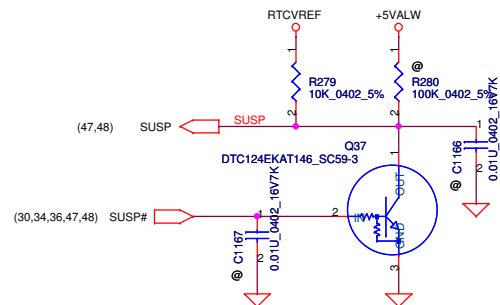 RTCVREF
+5VALW
1
1
@
R279
10K_0402_5%
R280
100K_0402_5%
2
2
(47,48)
SUSP
SUSP
1
C1166
0.01U_0402_16V7K
2
@
Q37
DTC124EKAT146_SC59-3
1
OUT
(30,34,36,47,48)
SUSP#
1
2
IN
GND
3
C1167
0.01U_0402_16V7K
2
@